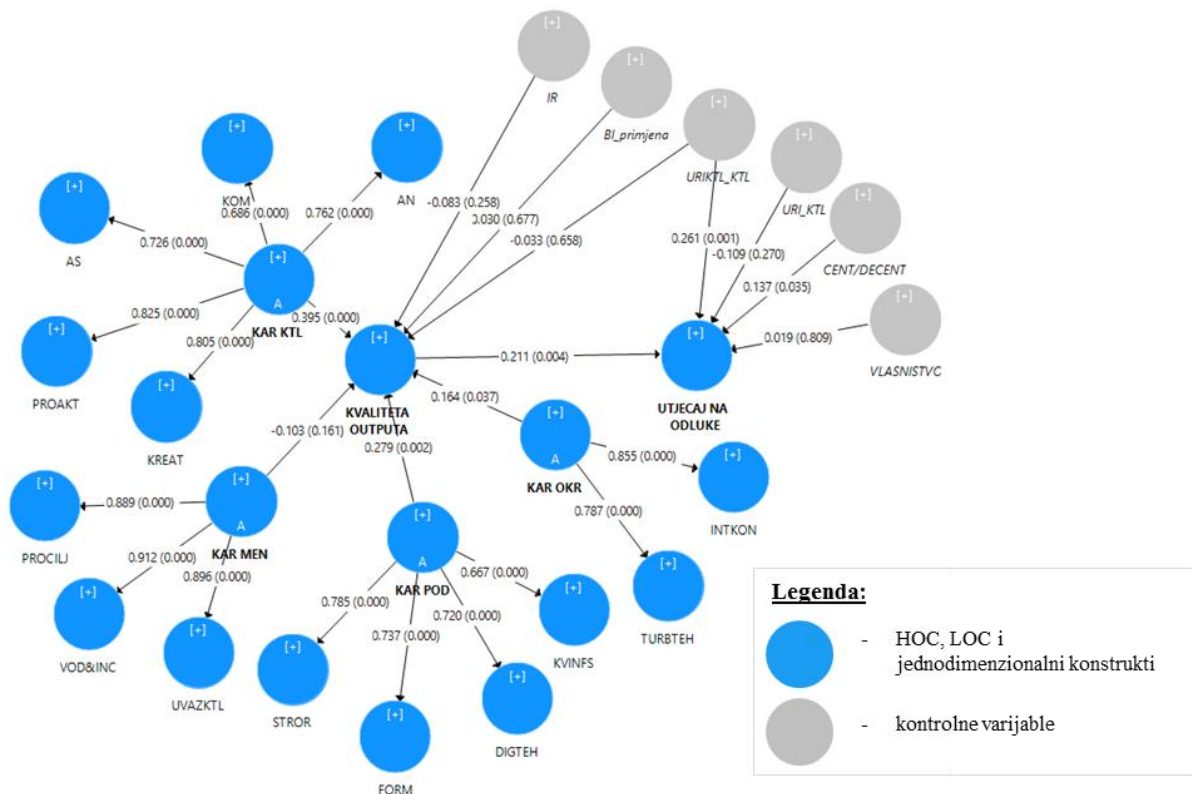 [+]
IR
[+]
BI_primjena
[+]
URIKTL_KTL
[+]
URI_KTL
[+]
CENT/DECENT
[+]
VLASNISTVC
[+]
KOM
[+]
AN
[+]
AS
0.686 (0.000)
0.762 (0.000)
0.726 (0.000)
[+]
A
KAR KTL
0.825 (0.000)
0.805 (0.000)
0.395 (0.000)
[+]
PROAKT
[+]
KREAT
-0.083 (0.258)
0.030 (0.677)
-0.033 (0.658)
0.261 (0.001)
-0.109 (0.270)
0.137 (0.035)
0.019 (0.809)
[+]
KVALITETA
OUTPUTA
0.211 (0.004)
[+]
UTJECAJ NA
ODLUKE
-0.103 (0.161)
0.279 (0.002)
0.164 (0.037)
[+]
A
KAR OKR
0.855 (0.000)
0.787 (0.000)
[+]
INTKON
[+]
TURBTEH
[+]
PROCILJ
0.889 (0.000)
[+]
A
KAR MEN
0.912 (0.000)
0.896 (0.000)
[+]
VOD&INC
[+]
UVAZKTL
[+]
A
KAR POD
0.785 (0.000)
0.737 (0.000)
0.720 (0.000)
0.667 (0.000)
[+]
STROR
[+]
FORM
[+]
DIGTEH
[+]
KVINFS
Legenda:
- HOC, LOC i
jednodimenzionalni konstrukti
- kontrolne varijable